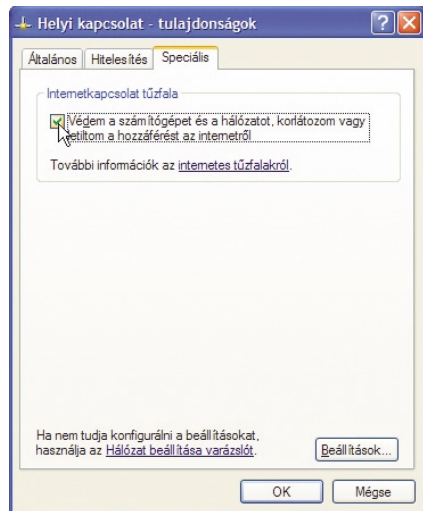 Helyi kapcsolat - tulajdonságok
Általános Hitelesítés Speciális
Internetkapcsolat tűzfala
Védem a számítógépet és a hálózatot, korlátozom vagy
letiltom a hozzáférést az internetről
További információk az internetes tűzfalakról.
Ha nem tudja konfigurálni a beállításokat,
használja az Hálózat beállítása varázslót.
Beállítások...
OK Mégse